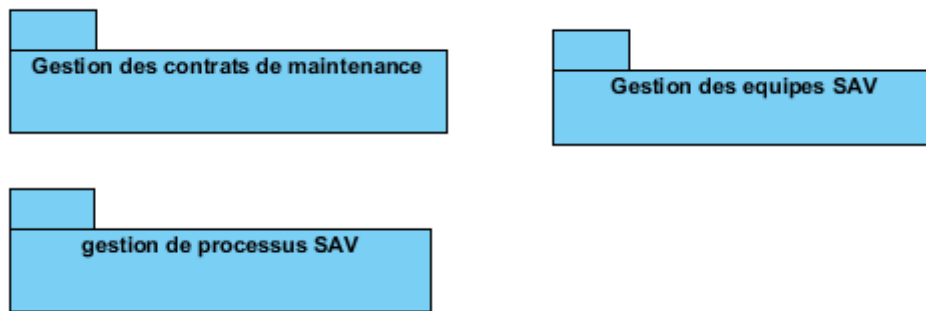 Gestion des contrats de maintenance
Gestion des equipes SAV
gestion de processus SAV